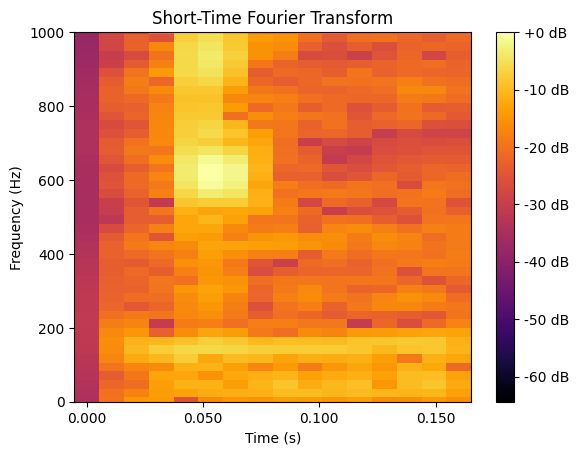 Short-Time Fourier Transform
Frequency (Hz)
1000
800
600
400
200
0
0.000
0.050
0.100
0.150
Time (s)
+0 dB
-10 dB
-20 dB
-30 dB
-40 dB
-50 dB
-60 dB